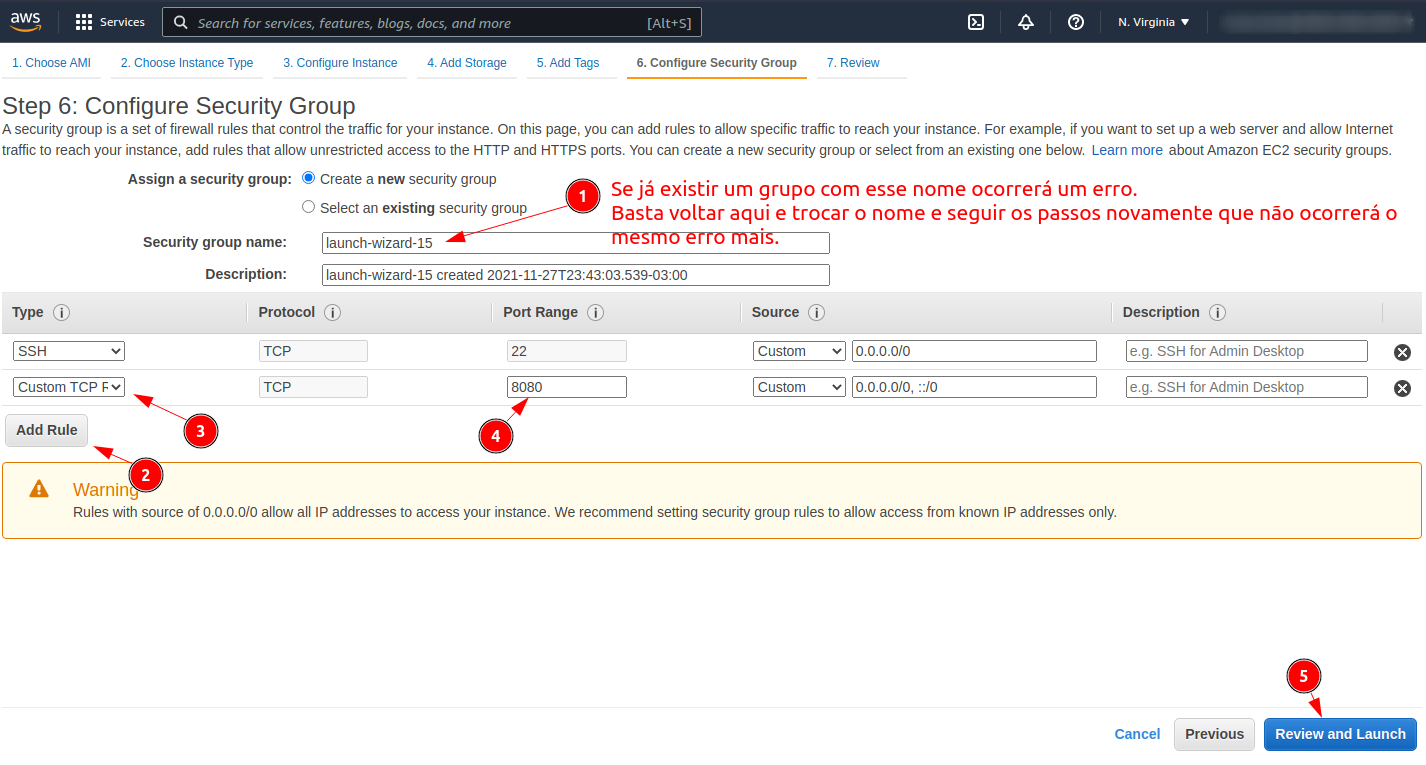 aws Services Search for services, features, blogs, docs, and more [Alt+S] N. Virginia
1. Choose AMI 2. Choose Instance Type 3. Configure Instance 4. Add Storage 5. Add Tags 6. Configure Security Group 7. Review
Step 6: Configure Security Group
A security group is a set of firewall rules that control the traffic for your instance. On this page, you can add rules to allow specific traffic to reach your instance. For example, if you want to set up a web server and allow Internet
traffic to reach your instance, add rules that allow unrestricted access to the HTTP and HTTPS ports. You can create a new security group or select from an existing one below. Learn more about Amazon EC2 security groups.
Assign a security group: Create a new security group
Select an existing security group
1
Se já existir um grupo com esse nome ocorrerá um erro.
Basta voltar aqui e trocar o nome e seguir os passos novamente que não ocorrerá o
mesmo erro mais.
Security group name: launch-wizard-15
Description: launch-wizard-15 created 2021-11-27T23:43:03.539-03:00
Type i Protocol i Port Range i Source i Description i
SSH TCP 22 Custom 0.0.0.0/0 e.g. SSH for Admin Desktop
Custom TCP R TCP 8080 Custom 0.0.0.0/0, ::/0 e.g. SSH for Admin Desktop
Add Rule 3 4
2
Warning
Rules with source of 0.0.0.0/0 allow all IP addresses to access your instance. We recommend setting security group rules to allow access from known IP addresses only.
5
Cancel Previous Review and Launch